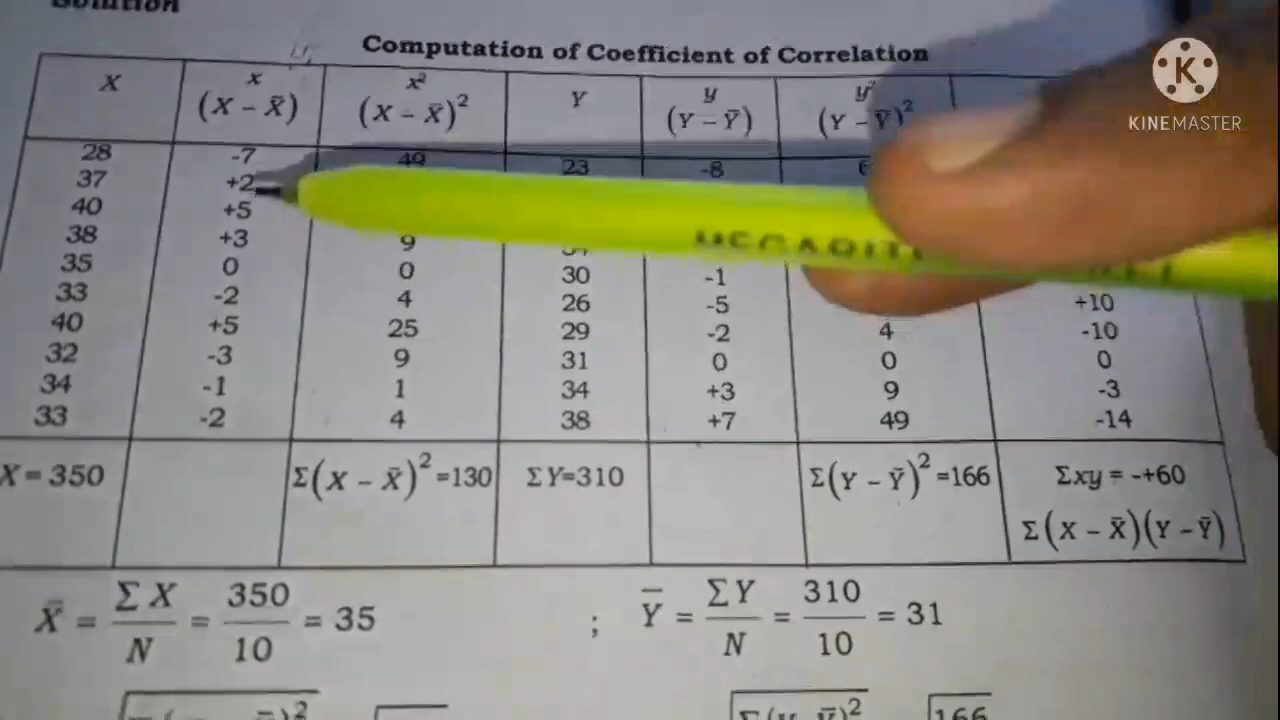 Solution
Computation of Coefficient of Correlation
X x x² Y y y²
(X – X̄) (X – X̄)² (Y – Ȳ) (Y – Ȳ)²
28 -7 49 23 -8
37 +2
40 +5
38 +3 9
35 0 0 30 -1
33 -2 4 26 -5 +10
40 +5 25 29 -2 4 -10
32 -3 9 31 0 0 0
34 -1 1 34 +3 9 -3
33 -2 4 38 +7 49 -14
X = 350 Σ(X – X̄)² =130 ΣY=310 Σ(Y – Ȳ)² =166 Σxy = -+60
Σ(X – X̄)(Y – Ȳ)
X̄ = ΣX/N = 350/10 = 35 ; Ȳ = ΣY/N = 310/10 = 31
166
K
KINEMASTER